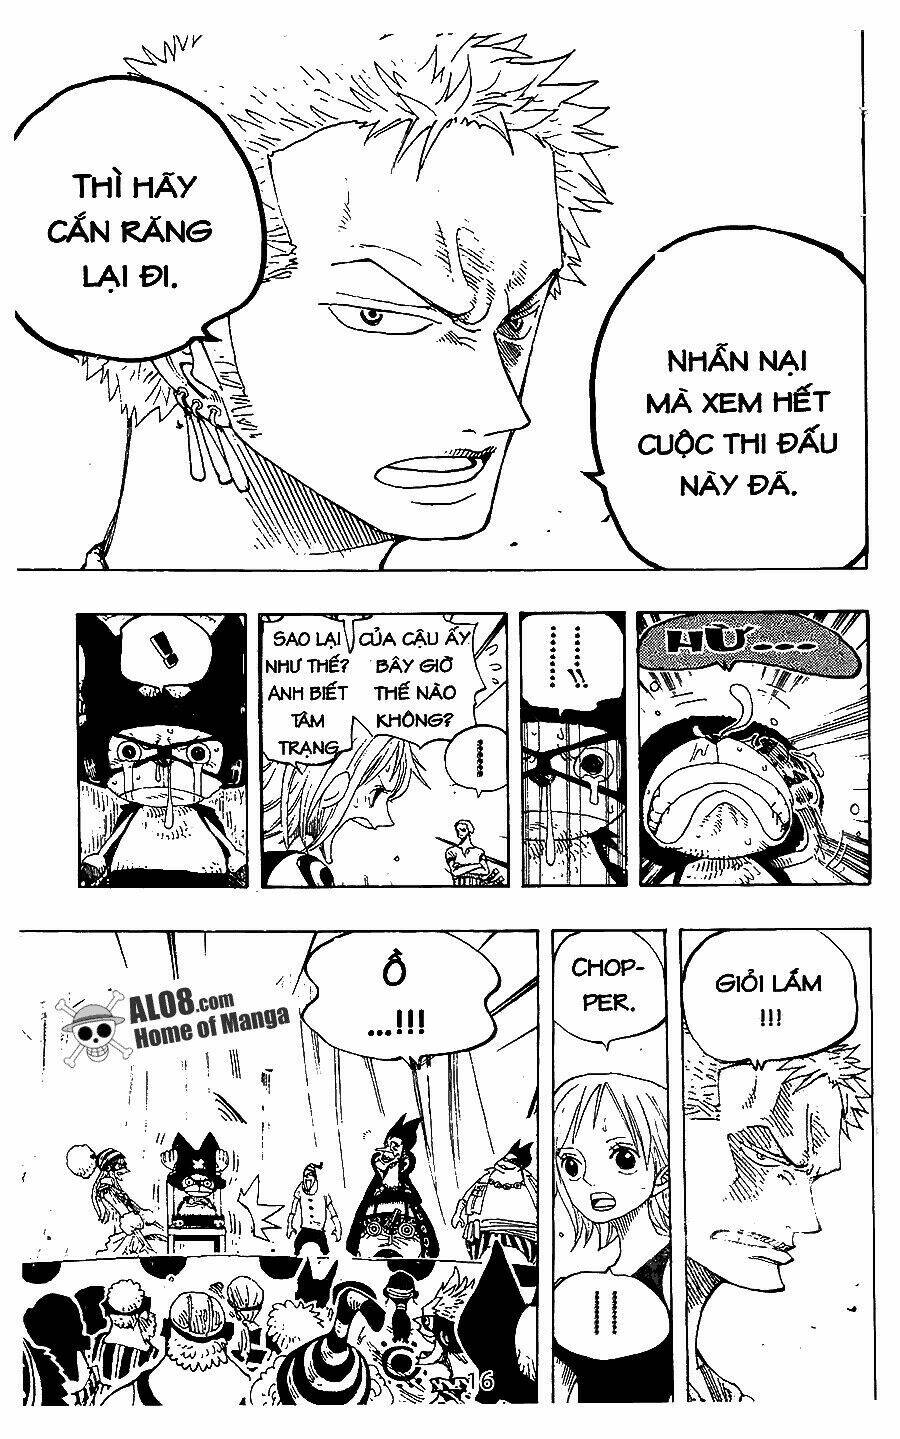 NHẪN NẠI
MÀ XEM HẾT
CUỘC THI ĐẤU
NÀY ĐÃ.
THÌ HÃY
CẮN RĂNG
LẠI ĐI.
HỪ...
.......!!
CỦA CẬU ẤY
BÂY GIỜ
THẾ NÀO
KHÔNG?
SAO LẠI
NHƯ THẾ?
ANH BIẾT
TÂM
TRẠNG
!
GIỎI LẮM
!!!
CHOP-
PER.
Ồ
...!!!
AL08.com
Home of Manga
16